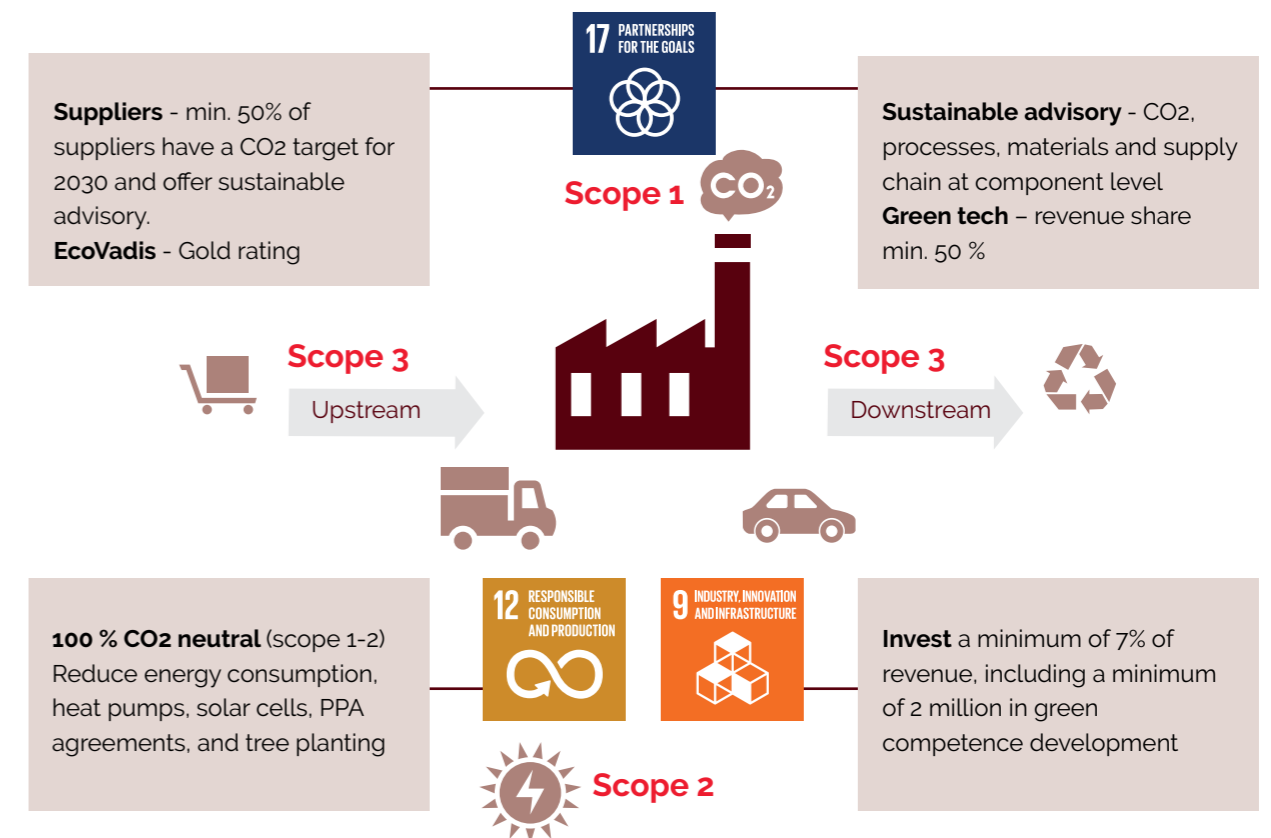 17 PARTNERSHIPS
FOR THE GOALS
Suppliers - min. 50% of
suppliers have a CO2 target for
2030 and offer sustainable
advisory.
EcoVadis - Gold rating
Sustainable advisory - CO2,
processes, materials and supply
chain at component level
Green tech – revenue share
min. 50 %
Scope 1
CO2
Scope 3
Upstream
Scope 3
Downstream
100 % CO2 neutral (scope 1-2)
Reduce energy consumption,
heat pumps, solar cells, PPA
agreements, and tree planting
12 RESPONSIBLE
CONSUMPTION
AND PRODUCTION
9 INDUSTRY, INNOVATION
AND INFRASTRUCTURE
Invest a minimum of 7% of
revenue, including a minimum
of 2 million in green
competence development
Scope 2